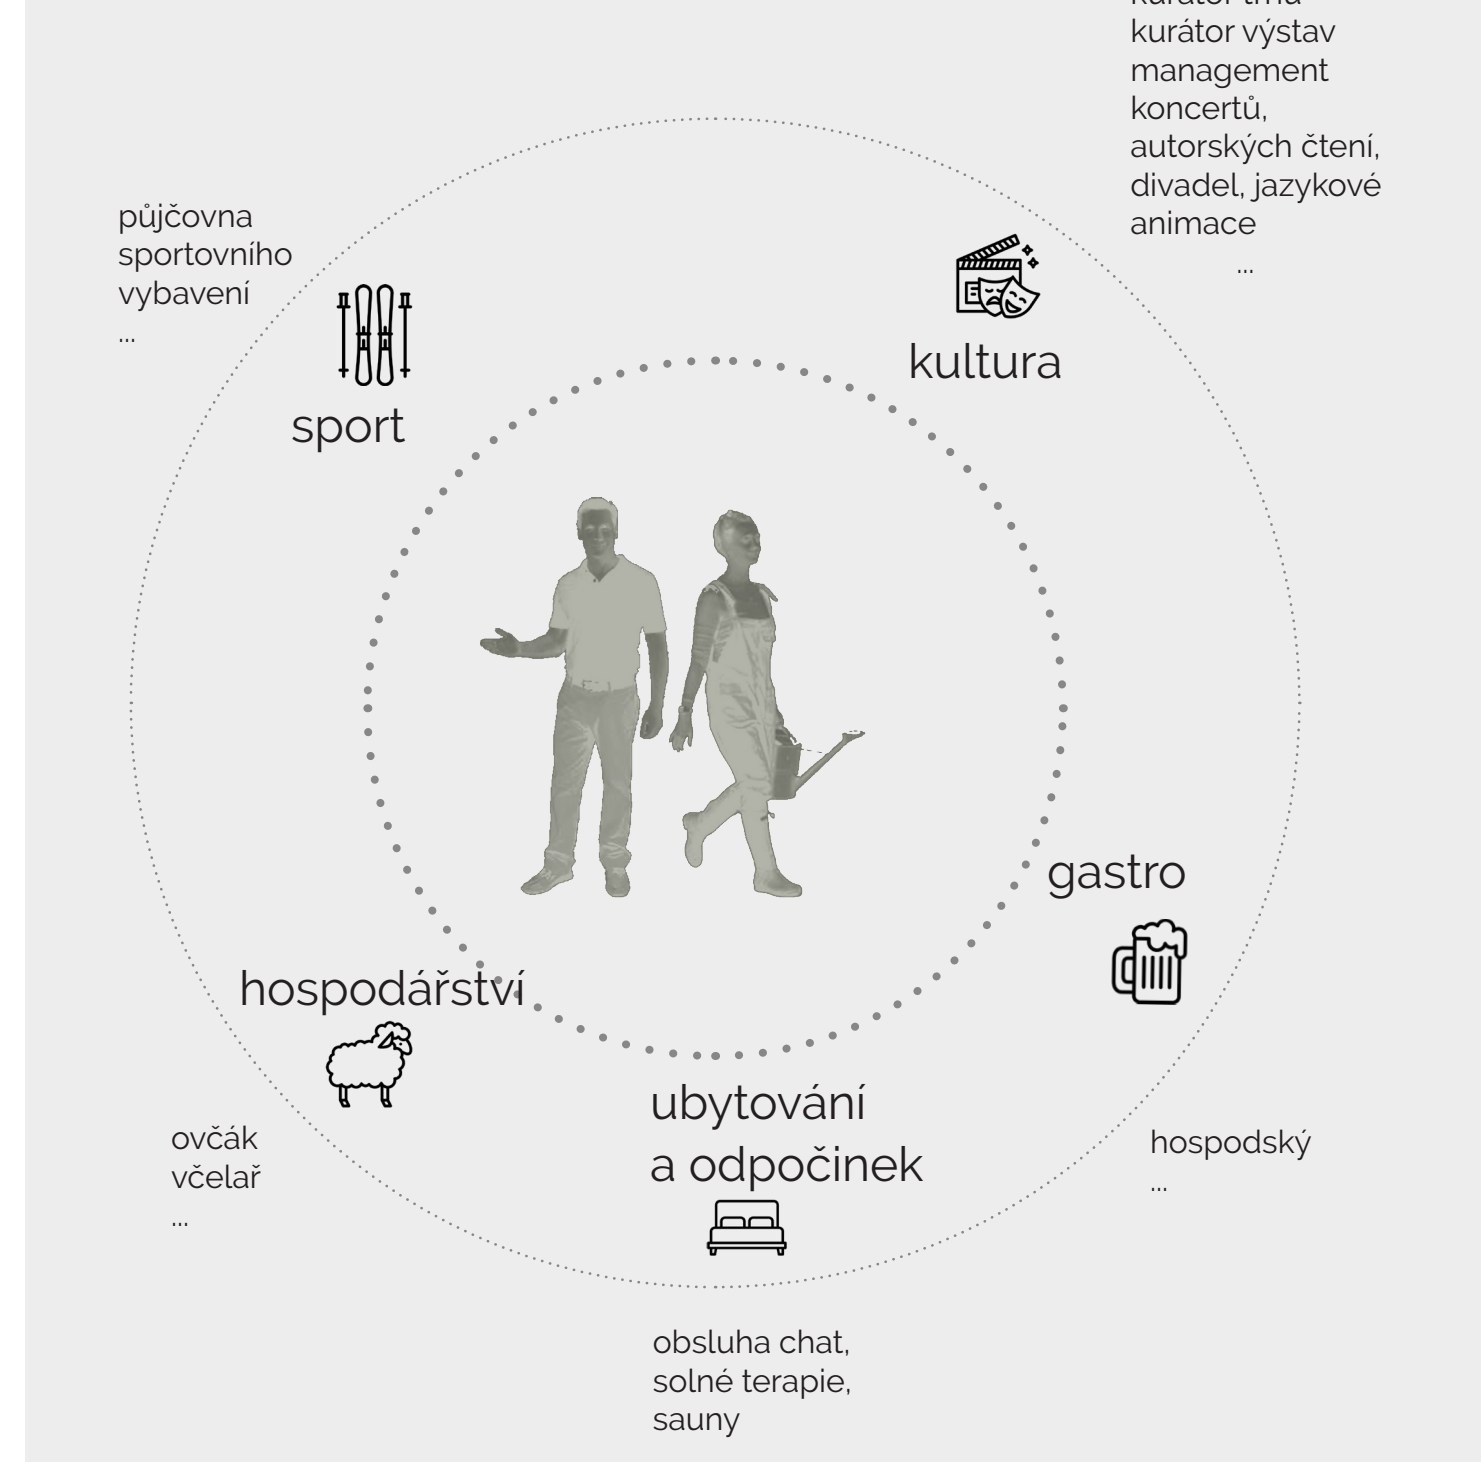 kurátor výstav
management
koncertů,
autorských čtení,
divadel, jazykové
animace
...
půjčovna
sportovního
vybavení
...
kultura
sport
gastro
hospodářství
ubytování
a odpočinek
ovčák
včelař
...
hospodský
...
obsluha chat,
solné terapie,
sauny